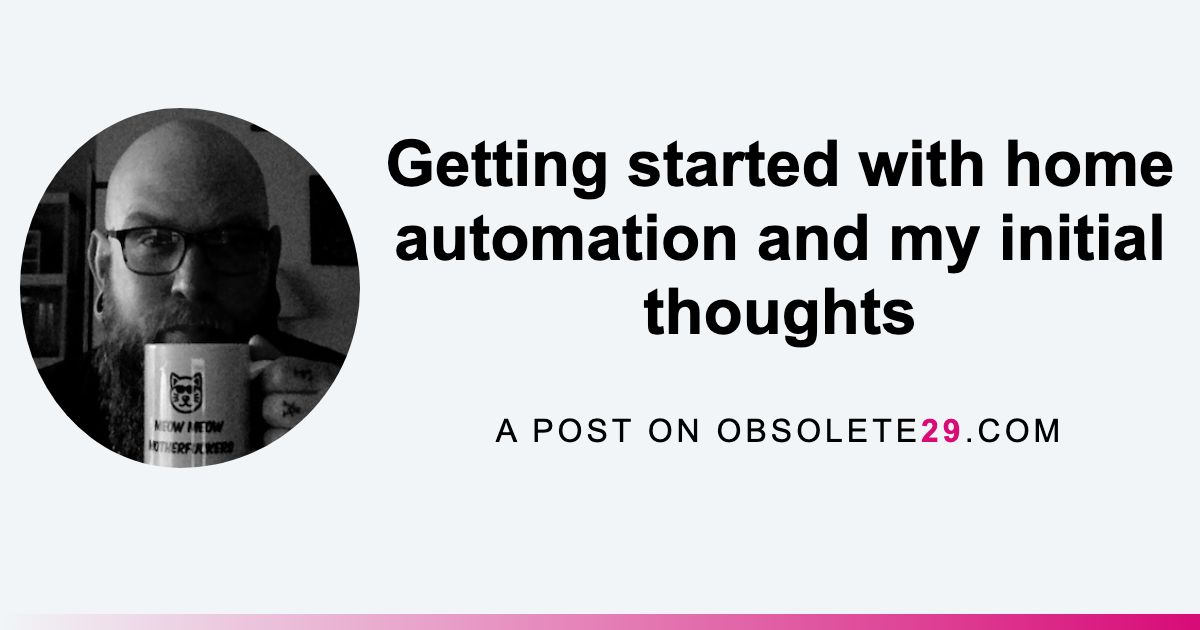 Getting started with home
automation and my initial
thoughts
A POST ON OBSOLETE29.COM
MEOW MEOW
MOTHERFUCKERS